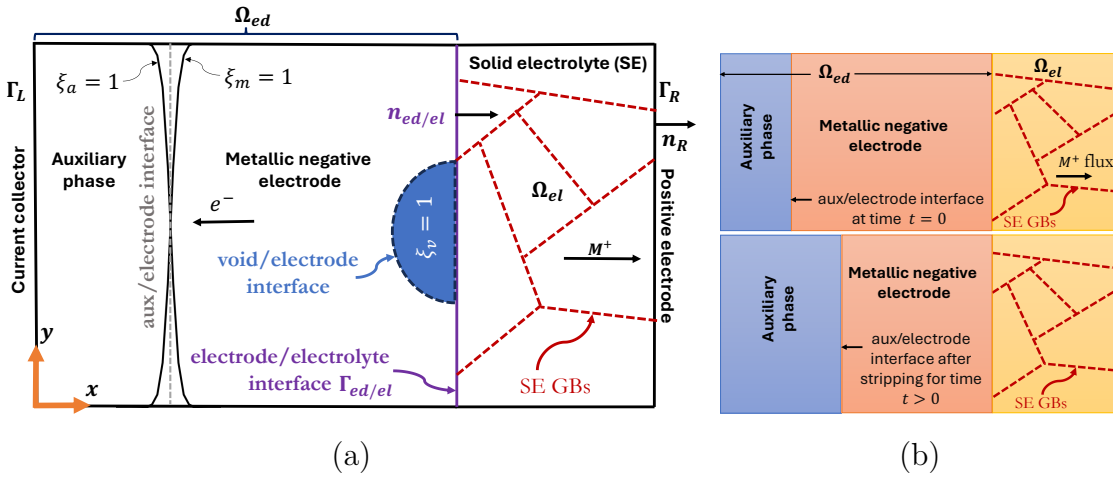 Ω_ed
ξ_a = 1
ξ_m = 1
Γ_L
Current collector
Auxiliary
phase
aux/electrode interface
Metallic negative
electrode
e⁻
ξ_v = 1
void/electrode
interface
electrode/electrolyte
interface Γ_ed/el
y
x
Solid electrolyte (SE)
n_ed/el
Ω_el
M⁺
SE GBs
Γ_R
n_R
Positive electrode
(a)
Ω_ed
Ω_el
Auxiliary
phase
Metallic negative
electrode
M⁺ flux
aux/electrode interface
at time t = 0
SE GBs
Auxiliary
phase
Metallic negative
electrode
aux/electrode
interface after
stripping for time
t > 0
SE GBs
(b)